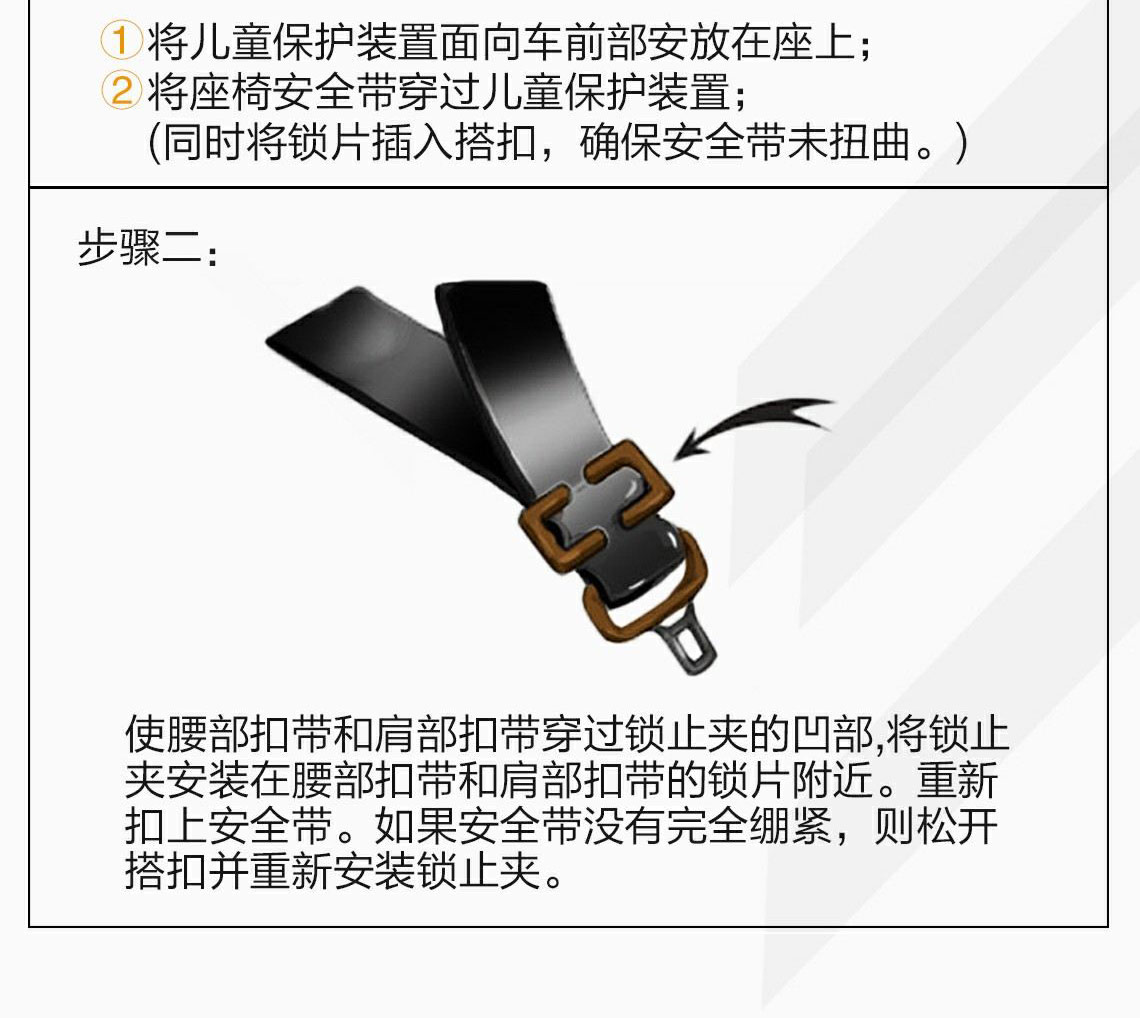 ①将儿童保护装置面向车前部安放在座上；
②将座椅安全带穿过儿童保护装置；
(同时将锁片插入搭扣，确保安全带未扭曲。)
步骤二：
使腰部扣带和肩部扣带穿过锁止夹的凹部,将锁止
夹安装在腰部扣带和肩部扣带的锁片附近。重新
扣上安全带。如果安全带没有完全绷紧，则松开
搭扣并重新安装锁止夹。